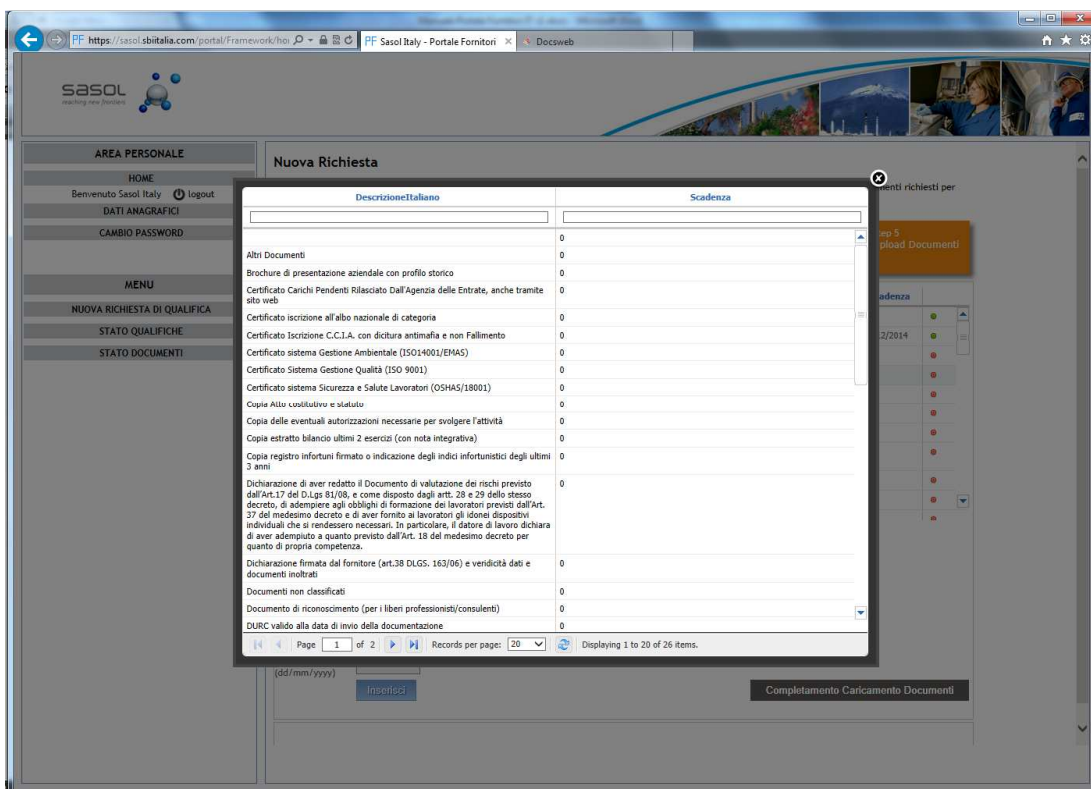 https://sasol.sbiitalia.com/portal/Framework/hoı
Sasol Italy - Portale Fornitori
Docsweb
sasol
reaching new frontiers
AREA PERSONALE
HOME
Benvenuto Sasol Italy logout
DATI ANAGRAFICI
CAMBIO PASSWORD
MENU
NUOVA RICHIESTA DI QUALIFICA
STATO QUALIFICHE
STATO DOCUMENTI
Nuova Richiesta
menti richiesti per
tep 5
pload Documenti
adenza
2/2014
DescrizioneItaliano Scadenza
0
Altri Documenti 0
Brochure di presentazione aziendale con profilo storico 0
Certificato Carichi Pendenti Rilasciato Dall'Agenzia delle Entrate, anche tramite 0
sito web
Certificato iscrizione all'albo nazionale di categoria 0
Certificato Iscrizione C.C.I.A. con dicitura antimafia e non Fallimento 0
Certificato sistema Gestione Ambientale (ISO14001/EMAS) 0
Certificato Sistema Gestione Qualità (ISO 9001) 0
Certificato sistema Sicurezza e Salute Lavoratori (OSHAS/18001) 0
Copia Atto costitutivo e statuto 0
Copia delle eventuali autorizzazioni necessarie per svolgere l'attività 0
Copia estratto bilancio ultimi 2 esercizi (con nota integrativa) 0
Copia registro infortuni firmato o indicazione degli indici infortunistici degli ultimi 0
3 anni
Dichiarazione di aver redatto il Documento di valutazione dei rischi previsto 0
dall'Art.17 del D.Lgs 81/08, e come disposto dagli artt. 28 e 29 dello stesso
decreto, di adempiere agli obblighi di formazione dei lavoratori previsti dall'Art.
37 del medesimo decreto e di aver fornito ai lavoratori gli idonei dispositivi
individuali che si rendessero necessari. In particolare, il datore di lavoro dichiara
di aver adempiuto a quanto previsto dall'Art. 18 del medesimo decreto per
quanto di propria competenza.
Dichiarazione firmata dal fornitore (art.38 DLGS. 163/06) e veridicità dati e 0
documenti inoltrati
Documenti non classificati 0
Documento di riconoscimento (per i liberi professionisti/consulenti) 0
DURC valido alla data di invio della documentazione 0
Page 1 of 2 Records per page: 20 Displaying 1 to 20 of 26 items.
(dd/mm/yyyy)
Inserisci
Completamento Caricamento Documenti